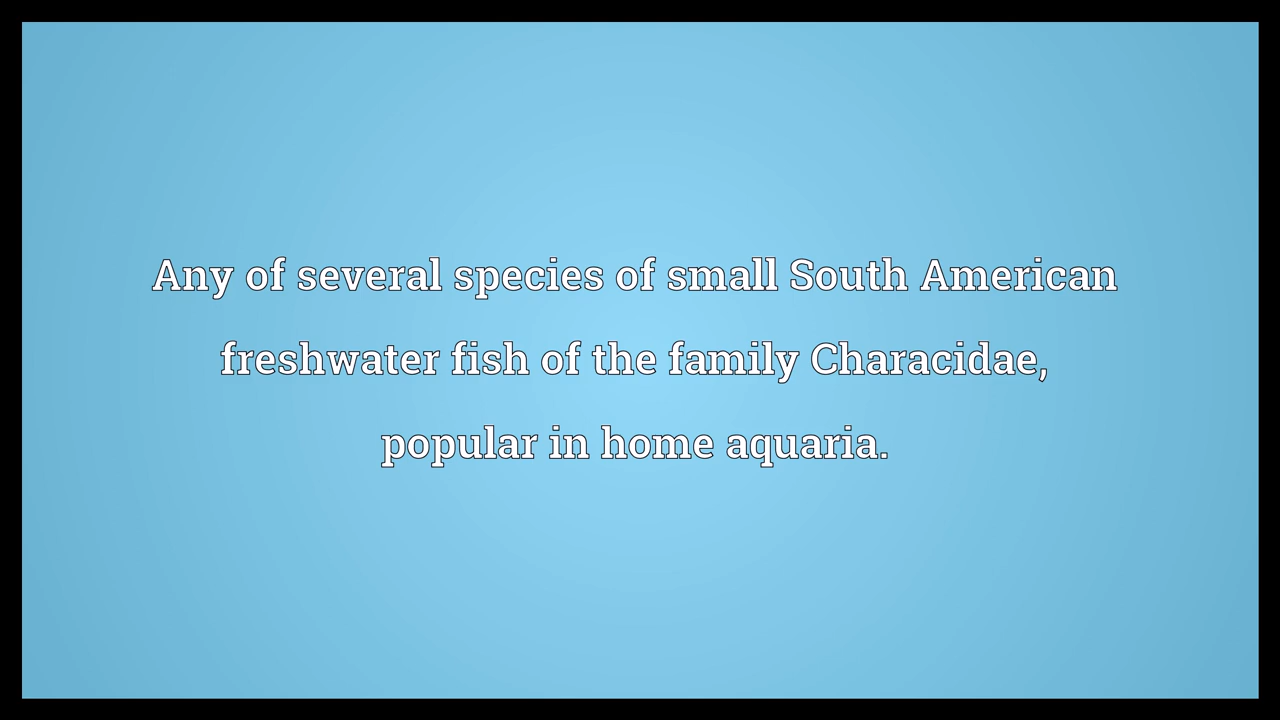 Any of several species of small South American
freshwater fish of the family Characidae,
popular in home aquaria.